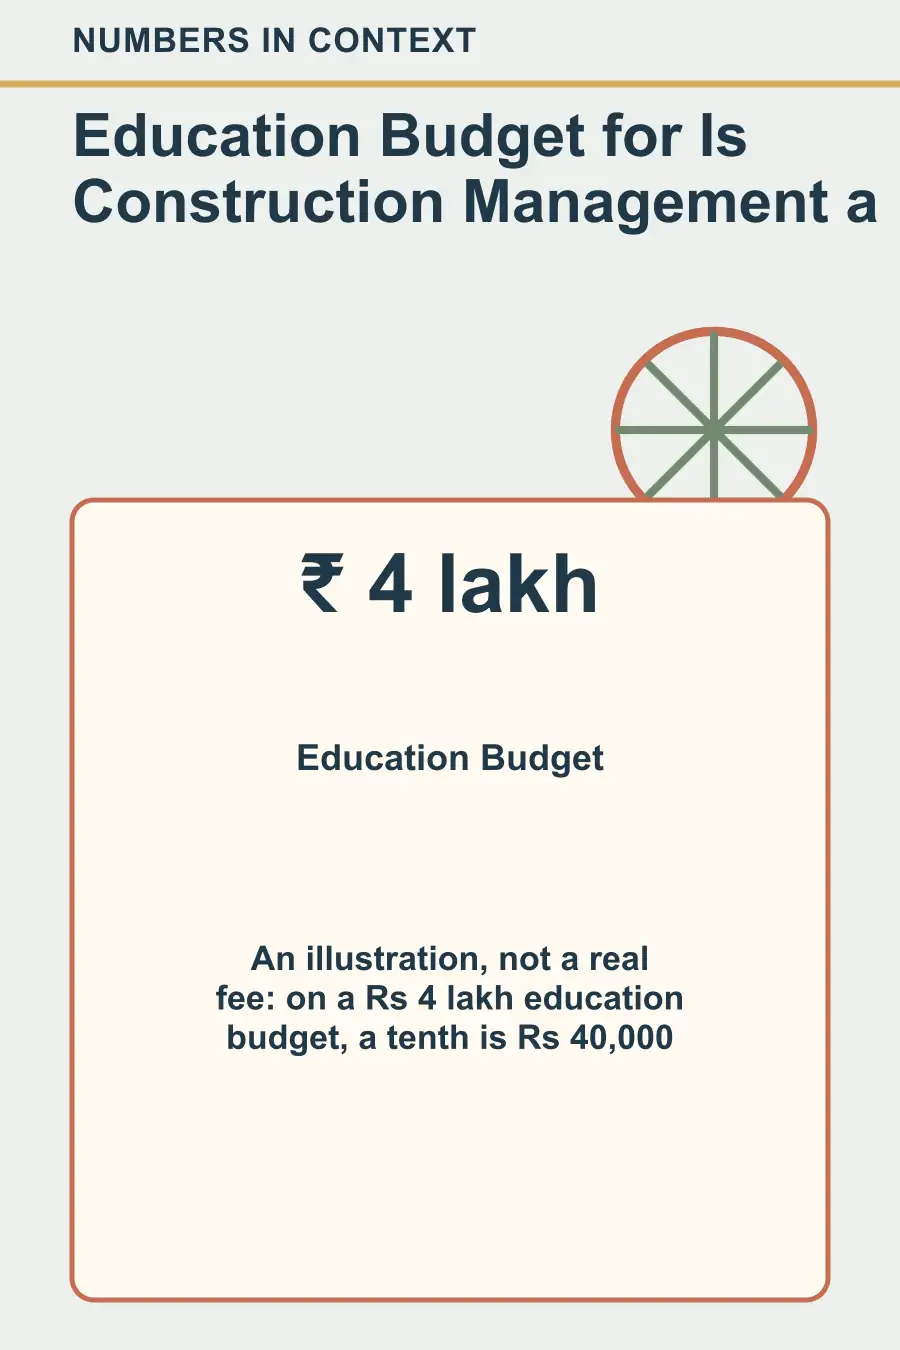 NUMBERS IN CONTEXT
Education Budget for Is
Construction Management a
₹ 4 lakh
Education Budget
An illustration, not a real
fee: on a Rs 4 lakh education
budget, a tenth is Rs 40,000